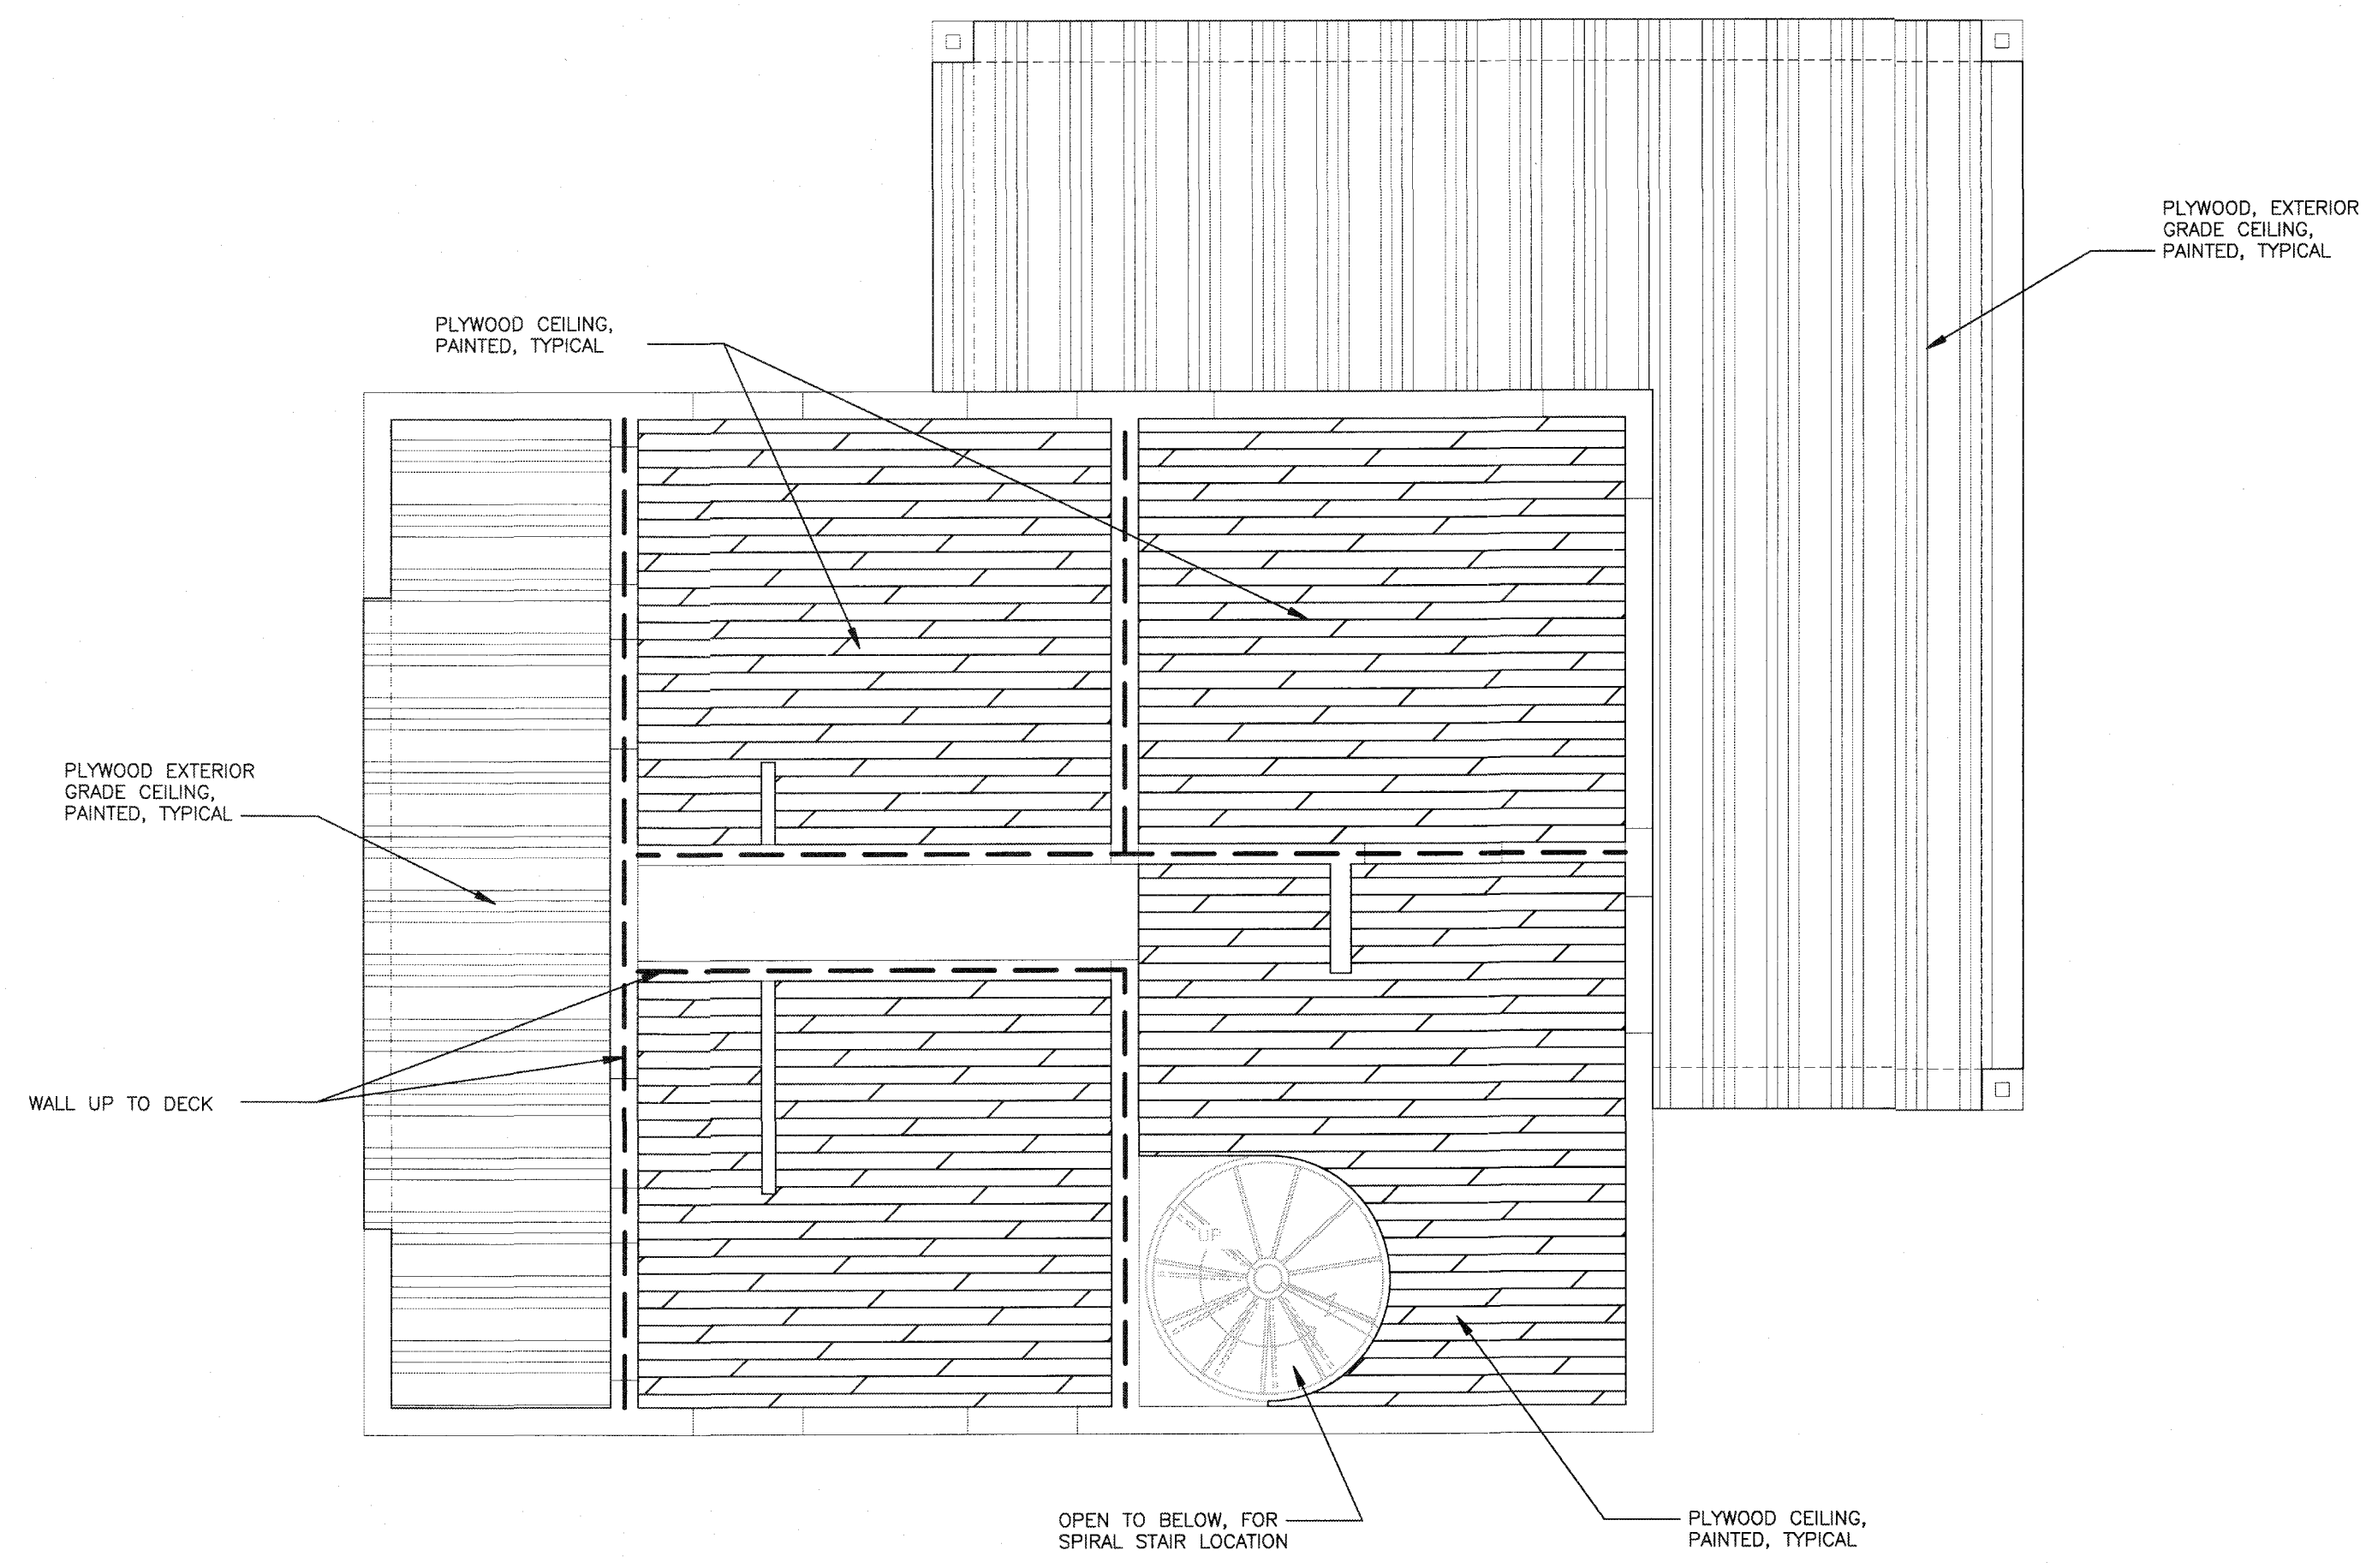 PLYWOOD, EXTERIOR
GRADE CEILING,
PAINTED, TYPICAL
PLYWOOD CEILING,
PAINTED, TYPICAL
PLYWOOD EXTERIOR
GRADE CEILING,
PAINTED, TYPICAL
WALL UP TO DECK
UP
OPEN TO BELOW, FOR
SPIRAL STAIR LOCATION
PLYWOOD CEILING,
PAINTED, TYPICAL